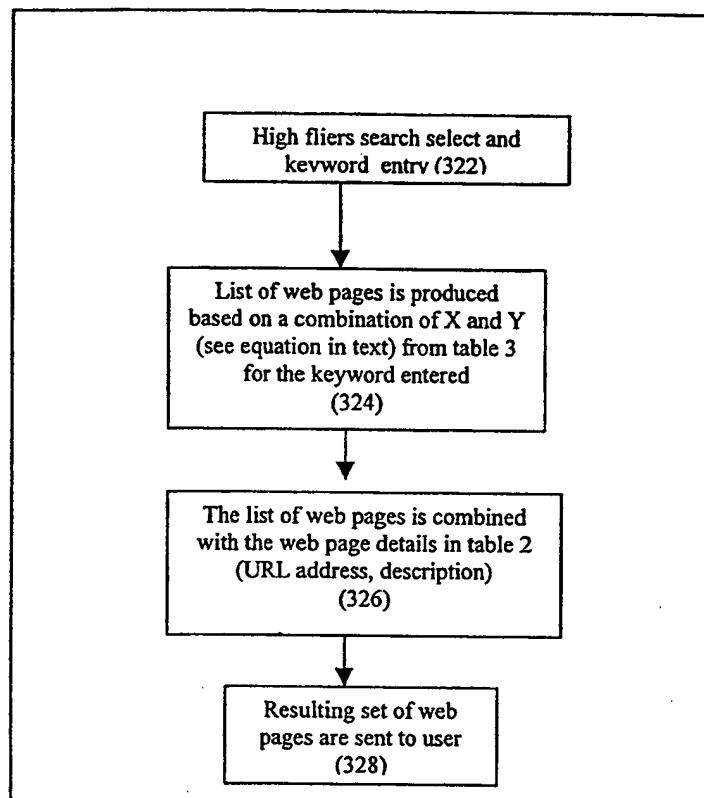 High fliers search select and
keyword entry (322)
List of web pages is produced
based on a combination of X and Y
(see equation in text) from table 3
for the keyword entered
(324)
The list of web pages is combined
with the web page details in table 2
(URL address, description)
(326)
Resulting set of web
pages are sent to user
(328)